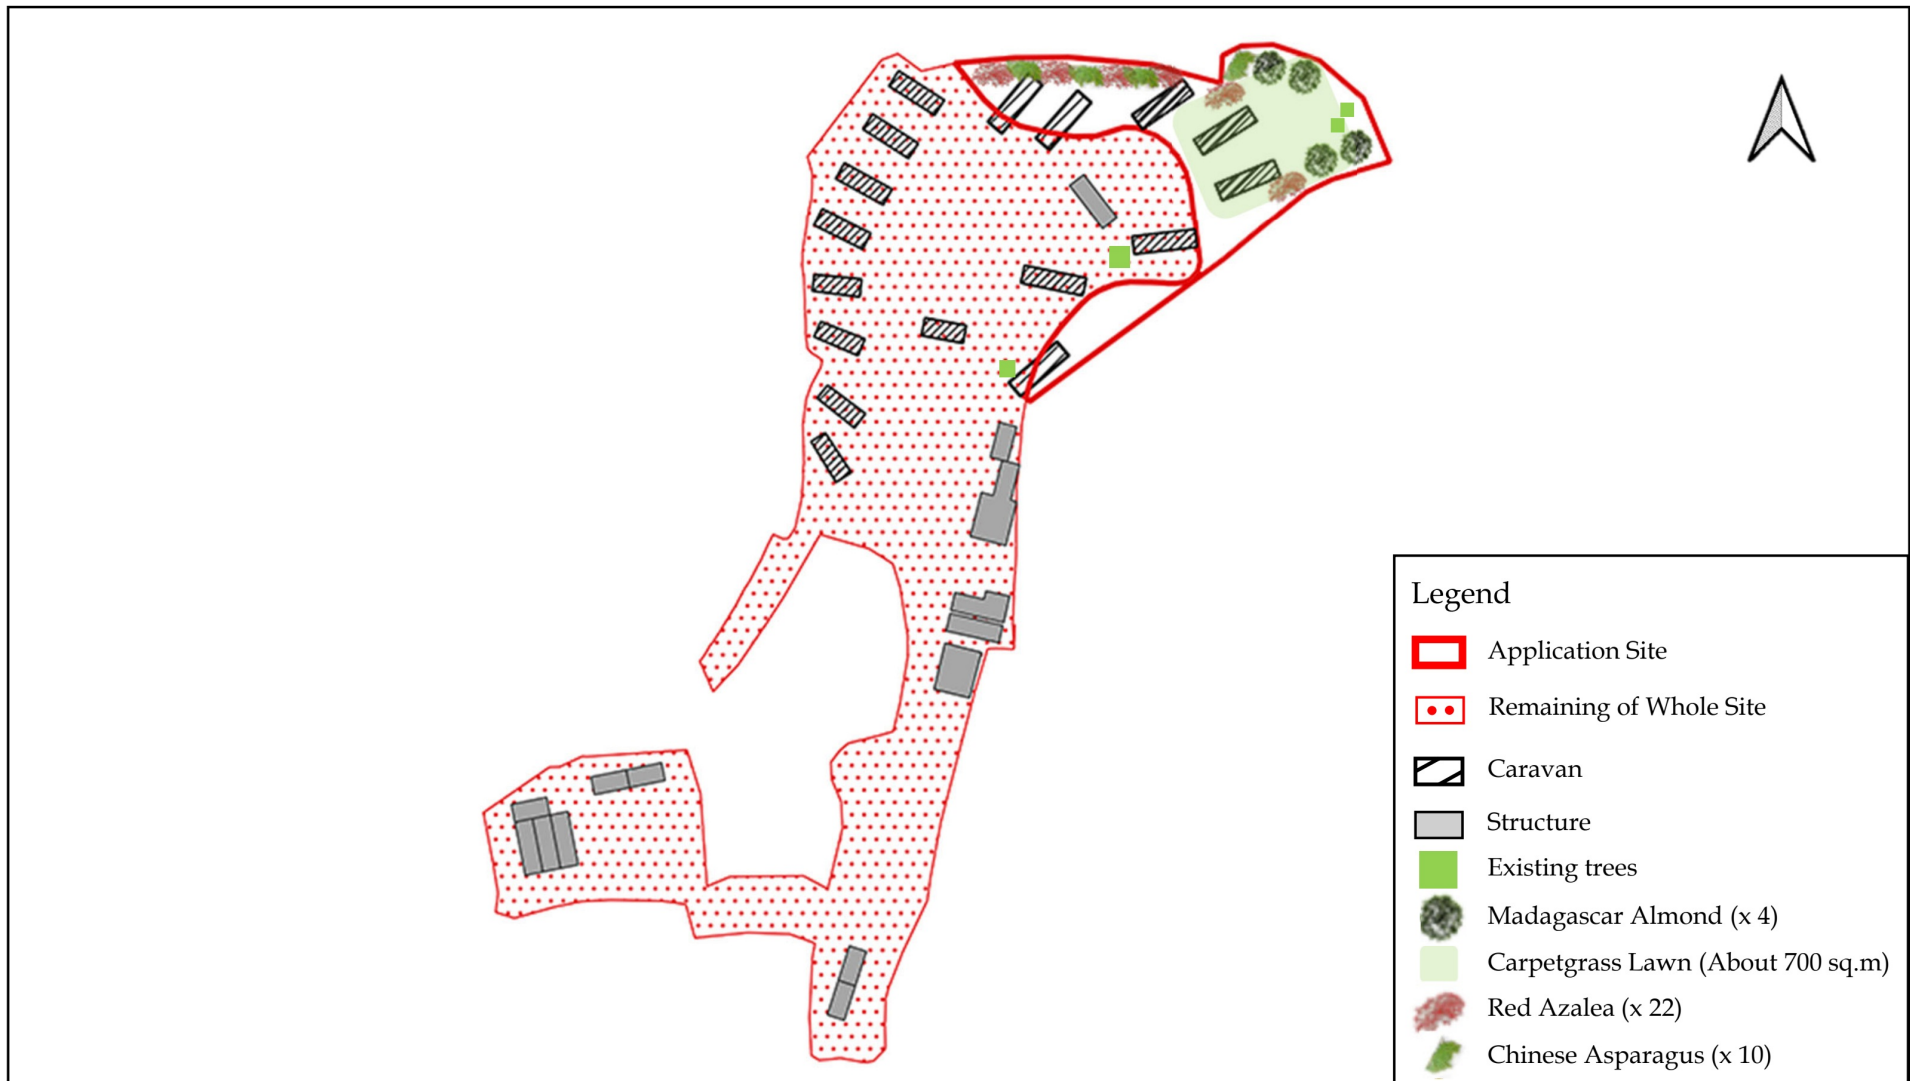 Legend
Application Site
Remaining of Whole Site
Caravan
Structure
Existing trees
Madagascar Almond (x 4)
Carpetgrass Lawn (About 700 sq.m)
Red Azalea (x 22)
Chinese Asparagus (x 10)